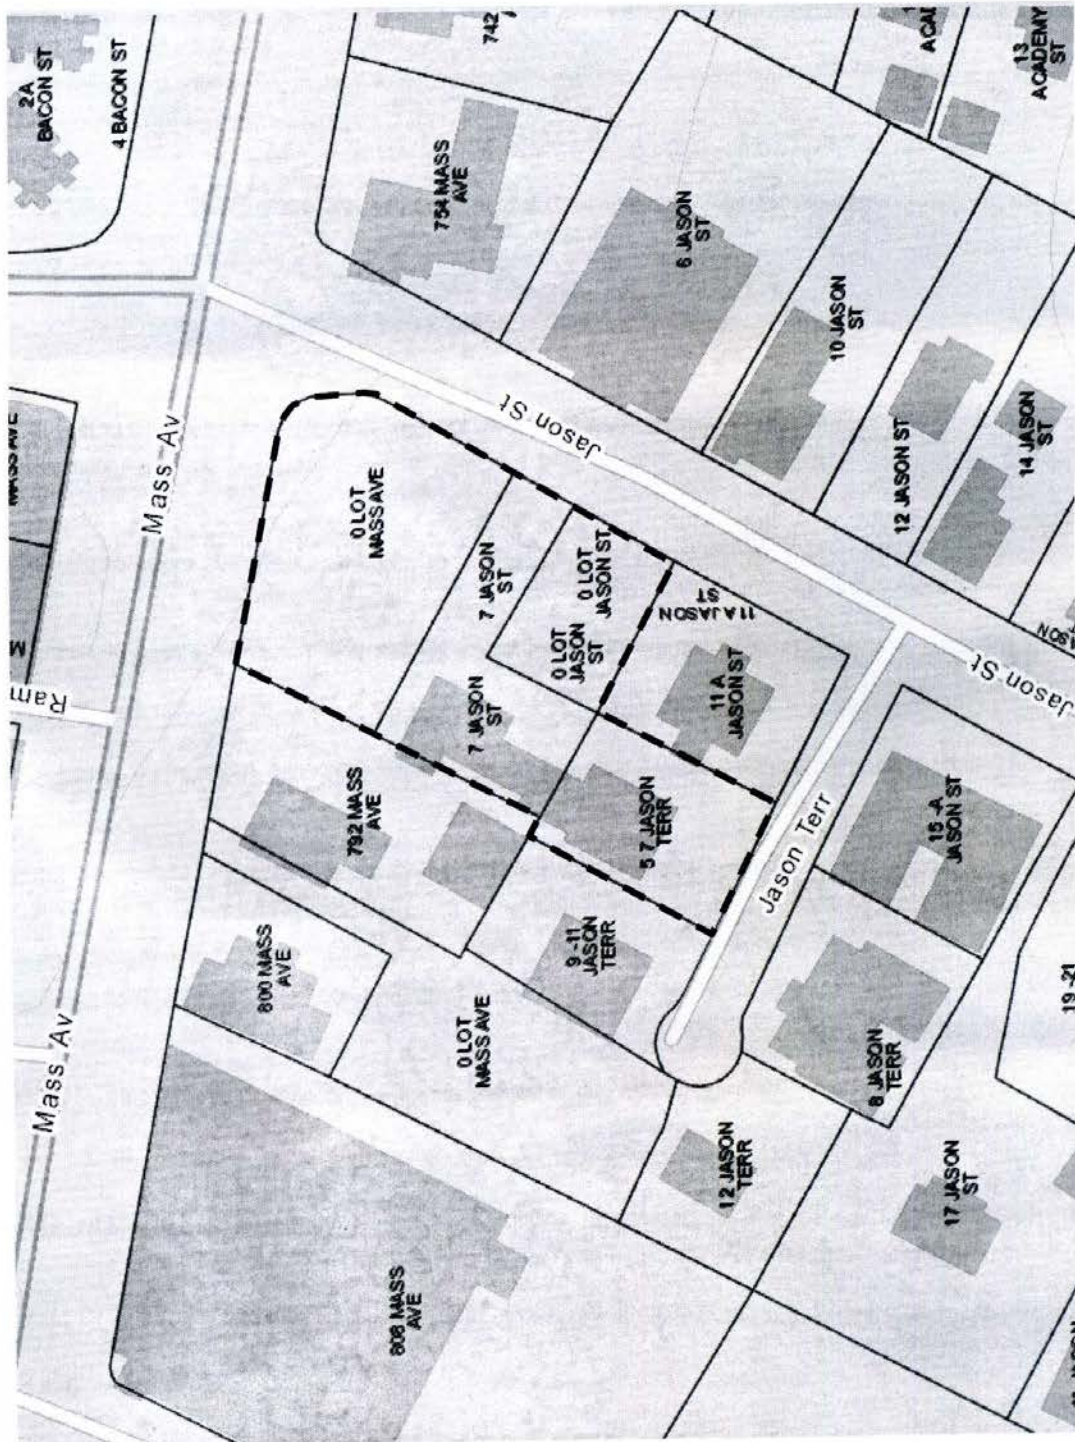 2A
BACON ST
4 BACON ST
742
13
ACADEMY
ST
754 MASS
AVE
6 JASON
ST
10 JASON
ST
12 JASON ST
14 JASON
ST
MASS AVE
Mass Av
Jason St
0 LOT
MASS AVE
7 JASON
ST
0 LOT
JASON ST
0 LOT
JASON
ST
11 A JASON
ST
11 A
JASON ST
7 JASON
ST
5 7 JASON
TERR
Jason St
JASON
Ram
792 MASS
AVE
Jason Terr
15 -A
JASON ST
9 -11
JASON
TERR
800 MASS
AVE
0 LOT
MASS AVE
8 JASON
TERR
19 -21
Mass Av
12 JASON
TERR
17 JASON
ST
808 MASS
AVE